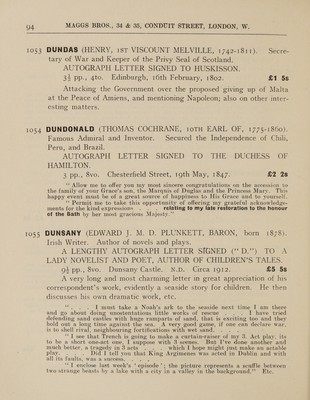 94
MAGGS BROS., 34 & 35, CONDUIT STREET, LONDON, W.
1053 DUNDAS (HENRY, 1ST VISCOUNT MELVILLE, 1742-1811). Secre-
tary of War and Keeper of the Privy Seal of Scotland.
AUTOGRAPH LETTER SIGNED TO HUSKISSON.
3½ pp., 4to. Edinburgh, 16th February, 1802. £1 5s
Attacking the Government over the proposed giving up of Malta
at the Peace of Amiens, and mentioning Napoleon; also on other inter-
esting matters.
1054 DUNDONALD (THOMAS COCHRANE, 10TH EARL OF, 1775-1860).
Famous Admiral and Inventor. Secured the Independence of Chili,
Peru, and Brazil.
AUTOGRAPH LETTER SIGNED TO THE DUCHESS OF
HAMILTON.
3 pp., 8vo. Chesterfield Street, 19th May, 1847. £2 2s
"Allow me to offer you my most sincere congratulations on the accession to
the family of your Grace's son, the Marquis of Duglas and the Princess Mary. This
happy event must be of a great source of happiness to His Grace and to yourself.
"Permit me to take this opportunity of offering my grateful acknowledge-
ments for the kind expression relating to my late restoration to the honour
of the Bath by her most gracious Majesty."
1055 DUNSANY (EDWARD J. M. D. PLUNKETT, BARON, born 1878).
Irish Writer. Author of novels and plays.
A LENGTHY AUTOGRAPH LETTER SIGNED ("D.") TO A
LADY NOVELIST AND POET, AUTHOR OF CHILDREN'S TALES.
9½ pp., 8vo. Dunsany Castle. N.D. Circa 1912. £5 5s
A very long and most charming letter in great appreciation of his
correspondent's work, evidently a seaside story for children. He then
discusses his own dramatic work, etc.
". . . I must take a Noah's ark to the seaside next time I am there
and go about doing unostentatious little works of rescue . . . I have tried
defending sand castles with huge ramparts of sand, that is exciting too and they
hold out a long time against the sea. A very good game, if one can declare war,
is to shell rival, neighbouring fortifications with wet sand. . . .
"I see that Trench is going to make a curtain-raiser of my 3. Act play, its
to be a short one-act one, I suppose with 3 scenes. But I've done another and
much better, a tragedy in 3 acts . . . which I hope might just make an actable
play. . . . Did I tell you that King Argimanes was acted in Dublin and with
all its faults, was a success. . . .
"I enclose last week's 'episode'; the picture represents a scuffle between
two strange beasts by a lake with a city in a valley in the background." Etc.